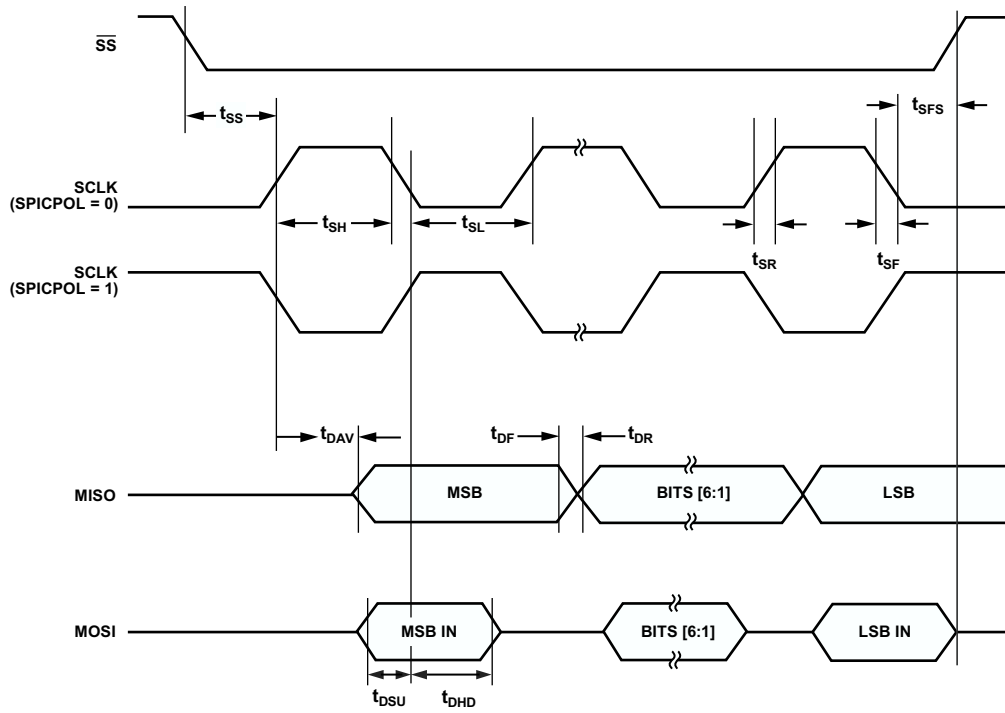 SS
tSS
tSFS
SCLK
(SPICPOL = 0)
tSH
tSL
tSR
tSF
SCLK
(SPICPOL = 1)
tDAV
tDF
tDR
MISO
MSB
BITS [6:1]
LSB
MOSI
MSB IN
BITS [6:1]
LSB IN
tDSU
tDHD